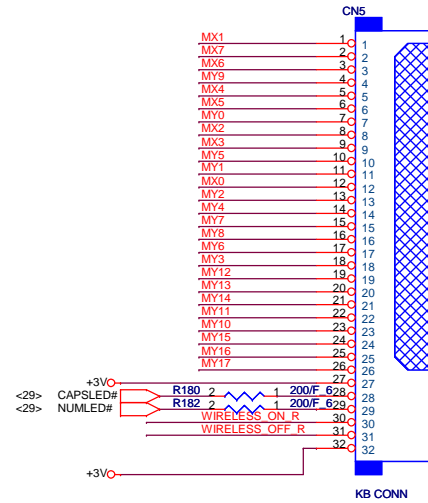 CN5
MX1 1 1
MX7 2 2
MX6 3 3
MY9 4 4
MX4 5 5
MX5 6 6
MY0 7 7
MX2 8 8
MX3 9 9
MY5 10 10
MY1 11 11
MX0 12 12
MY2 13 13
MY4 14 14
MY7 15 15
MY8 16 16
MY6 17 17
MY3 18 18
MY12 19 19
MY13 20 20
MY14 21 21
MY11 22 22
MY10 23 23
MY15 24 24
MY16 25 25
MY17 26 26
+3V 27 27
<29> CAPSLED# R180 2 1 200/F_6 28 28
<29> NUMLED# R182 2 1 200/F_6 29 29
WIRELESS_ON_R 30 30
WIRELESS_OFF_R 31 31
32 32
+3V
KB CONN